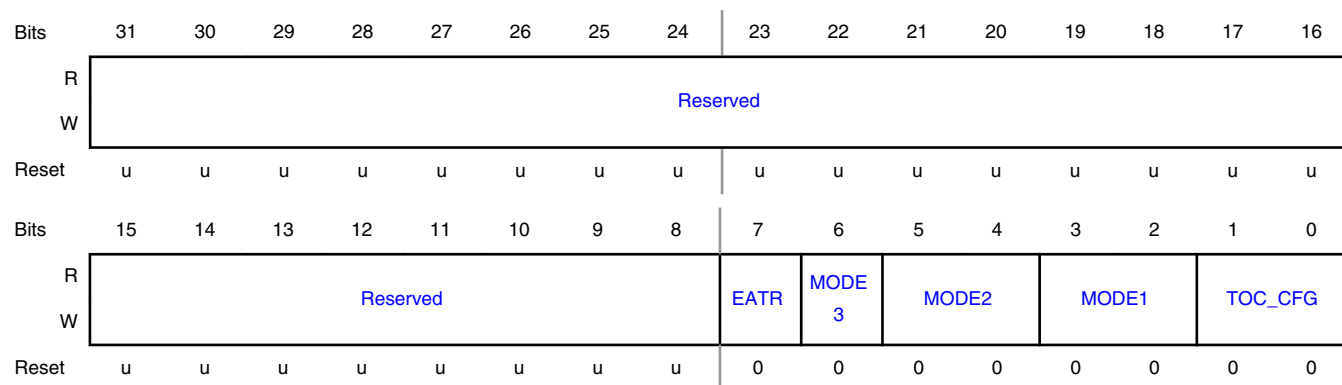 Bits 31 30 29 28 27 26 25 24 23 22 21 20 19 18 17 16
R
Reserved
W
Reset u u u u u u u u u u u u u u u u
Bits 15 14 13 12 11 10 9 8 7 6 5 4 3 2 1 0
R
Reserved EATR MODE 3 MODE2 MODE1 TOC_CFG
W
Reset u u u u u u u u 0 0 0 0 0 0 0 0